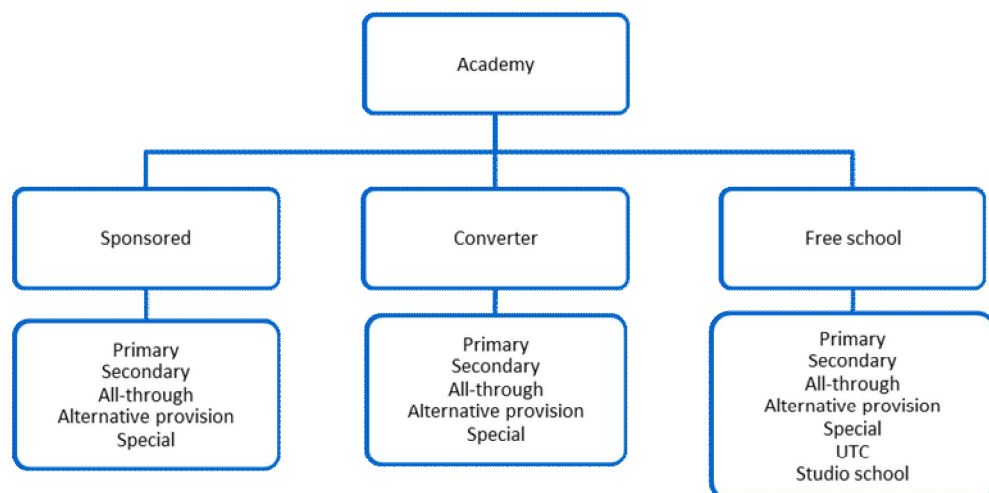 Academy
Sponsored
Converter
Free school
Primary
Secondary
All-through
Alternative provision
Special
Primary
Secondary
All-through
Alternative provision
Special
Primary
Secondary
All-through
Alternative provision
Special
UTC
Studio school